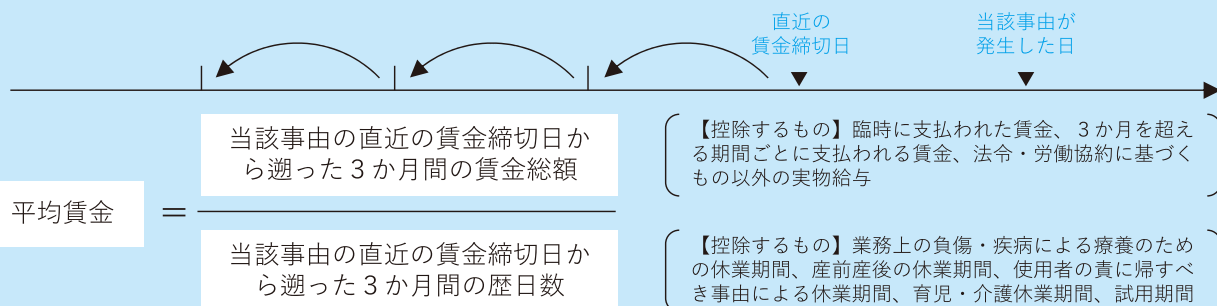 直近の
賃金締切日
当該事由が
発生した日
当該事由の直近の賃金締切日か
ら遡った3か月間の賃金総額
【控除するもの】臨時に支払われた賃金、3か月を超え
る期間ごとに支払われる賃金、法令・労働協約に基づく
もの以外の実物給与
平均賃金 =
当該事由の直近の賃金締切日か
ら遡った3か月間の歴日数
【控除するもの】業務上の負傷・疾病による療養のため
の休業期間、産前産後の休業期間、使用者の責に帰すべ
き事由による休業期間、育児・介護休業期間、試用期間